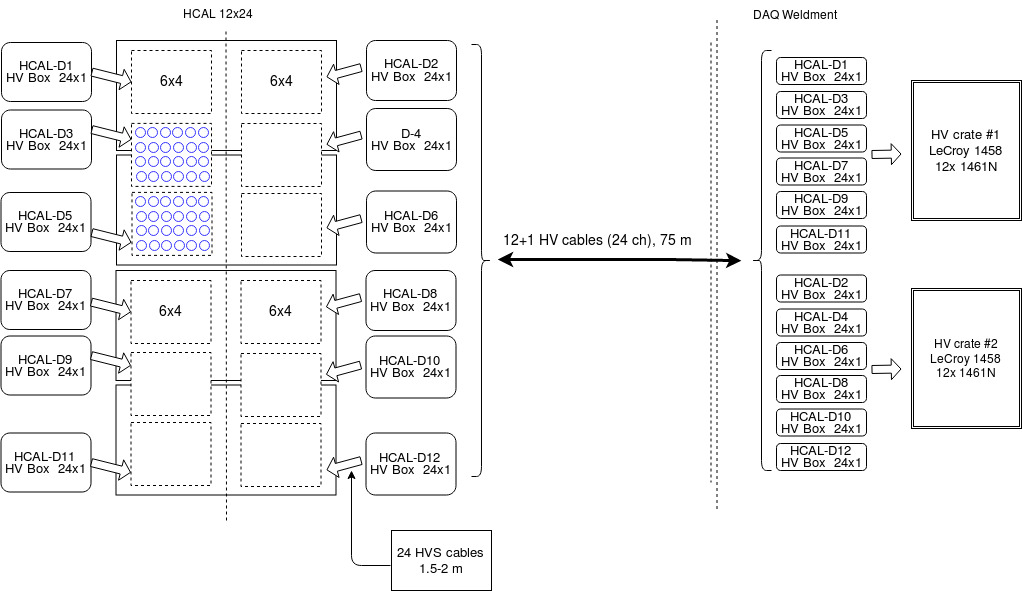 HCAL 12x24
DAQ Weldment
HCAL-D1
HV Box 24x1
HCAL-D3
HV Box 24x1
HCAL-D5
HV Box 24x1
HCAL-D7
HV Box 24x1
HCAL-D9
HV Box 24x1
HCAL-D11
HV Box 24x1
6x4
6x4
6x4
6x4
HCAL-D2
HV Box 24x1
D-4
HV Box 24x1
HCAL-D6
HV Box 24x1
HCAL-D8
HV Box 24x1
HCAL-D10
HV Box 24x1
HCAL-D12
HV Box 24x1
24 HVS cables
1.5-2 m
12+1 HV cables (24 ch), 75 m
HCAL-D1
HV Box 24x1
HCAL-D3
HV Box 24x1
HCAL-D5
HV Box 24x1
HCAL-D7
HV Box 24x1
HCAL-D9
HV Box 24x1
HCAL-D11
HV Box 24x1
HV crate #1
LeCroy 1458
12x 1461N
HCAL-D2
HV Box 24x1
HCAL-D4
HV Box 24x1
HCAL-D6
HV Box 24x1
HCAL-D8
HV Box 24x1
HCAL-D10
HV Box 24x1
HCAL-D12
HV Box 24x1
HV crate #2
LeCroy 1458
12x 1461N